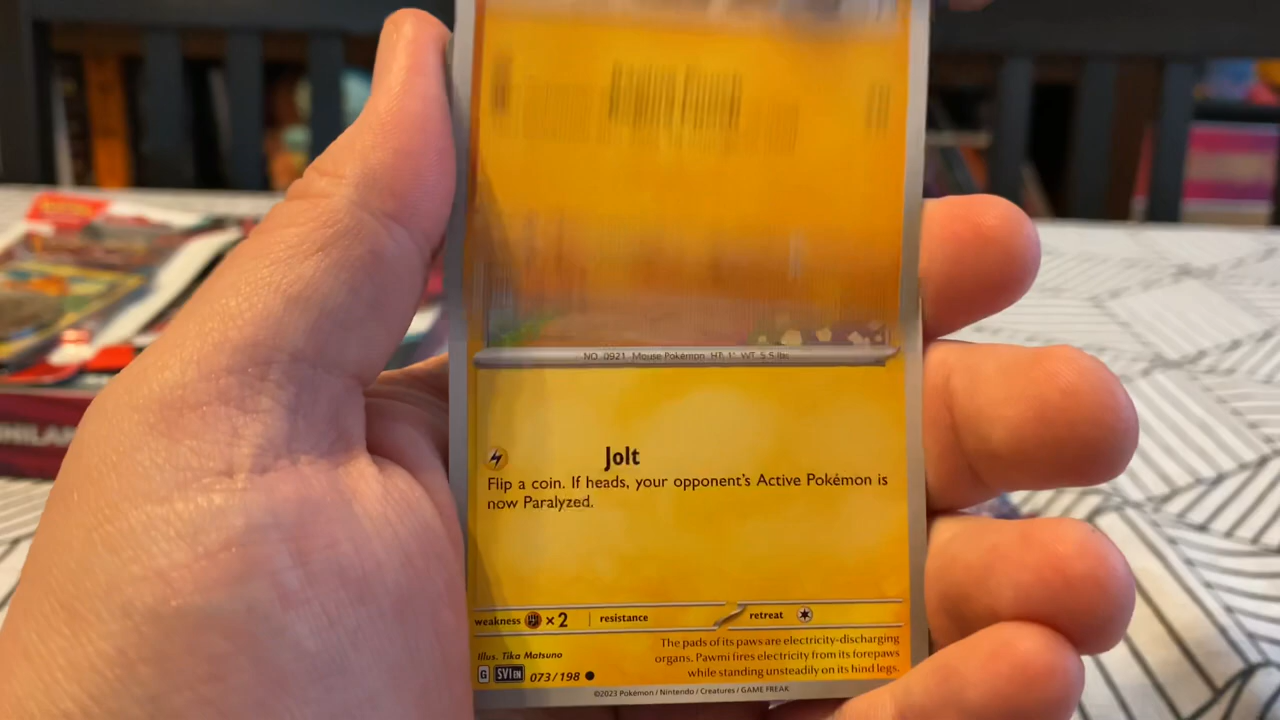 NO. 0921 Mouse Pokémon HT: 1' WT: 5.5 lbs.
Jolt
Flip a coin. If heads, your opponent's Active Pokémon is
now Paralyzed.
weakness ×2 resistance retreat
Illus. Tika Matsuno
The pads of its paws are electricity-discharging
organs. Pawmi fires electricity from its forepaws
while standing unsteadily on its hind legs.
G SVI EN 073/198
©2023 Pokémon / Nintendo / Creatures / GAME FREAK